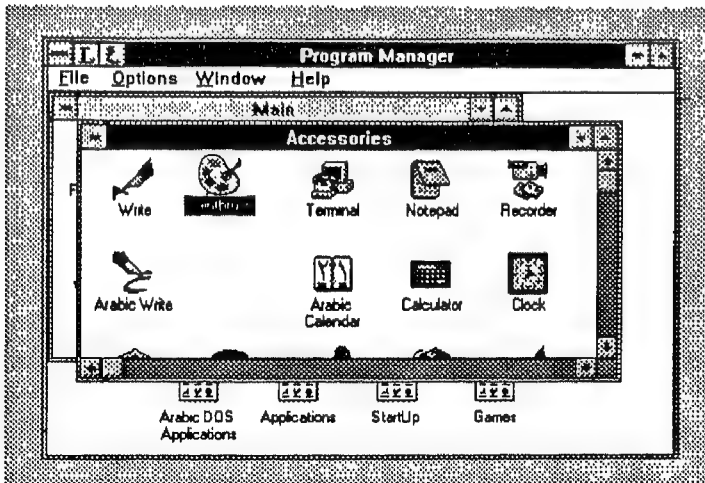 Program Manager
File Options Window Help
Main
Accessories
Write
Terminal
Notepad
Recorder
Arabic Write
Arabic
Calendar
Calculator
Clock
Arabic DOS
Applications
Applications
StartUp
Games